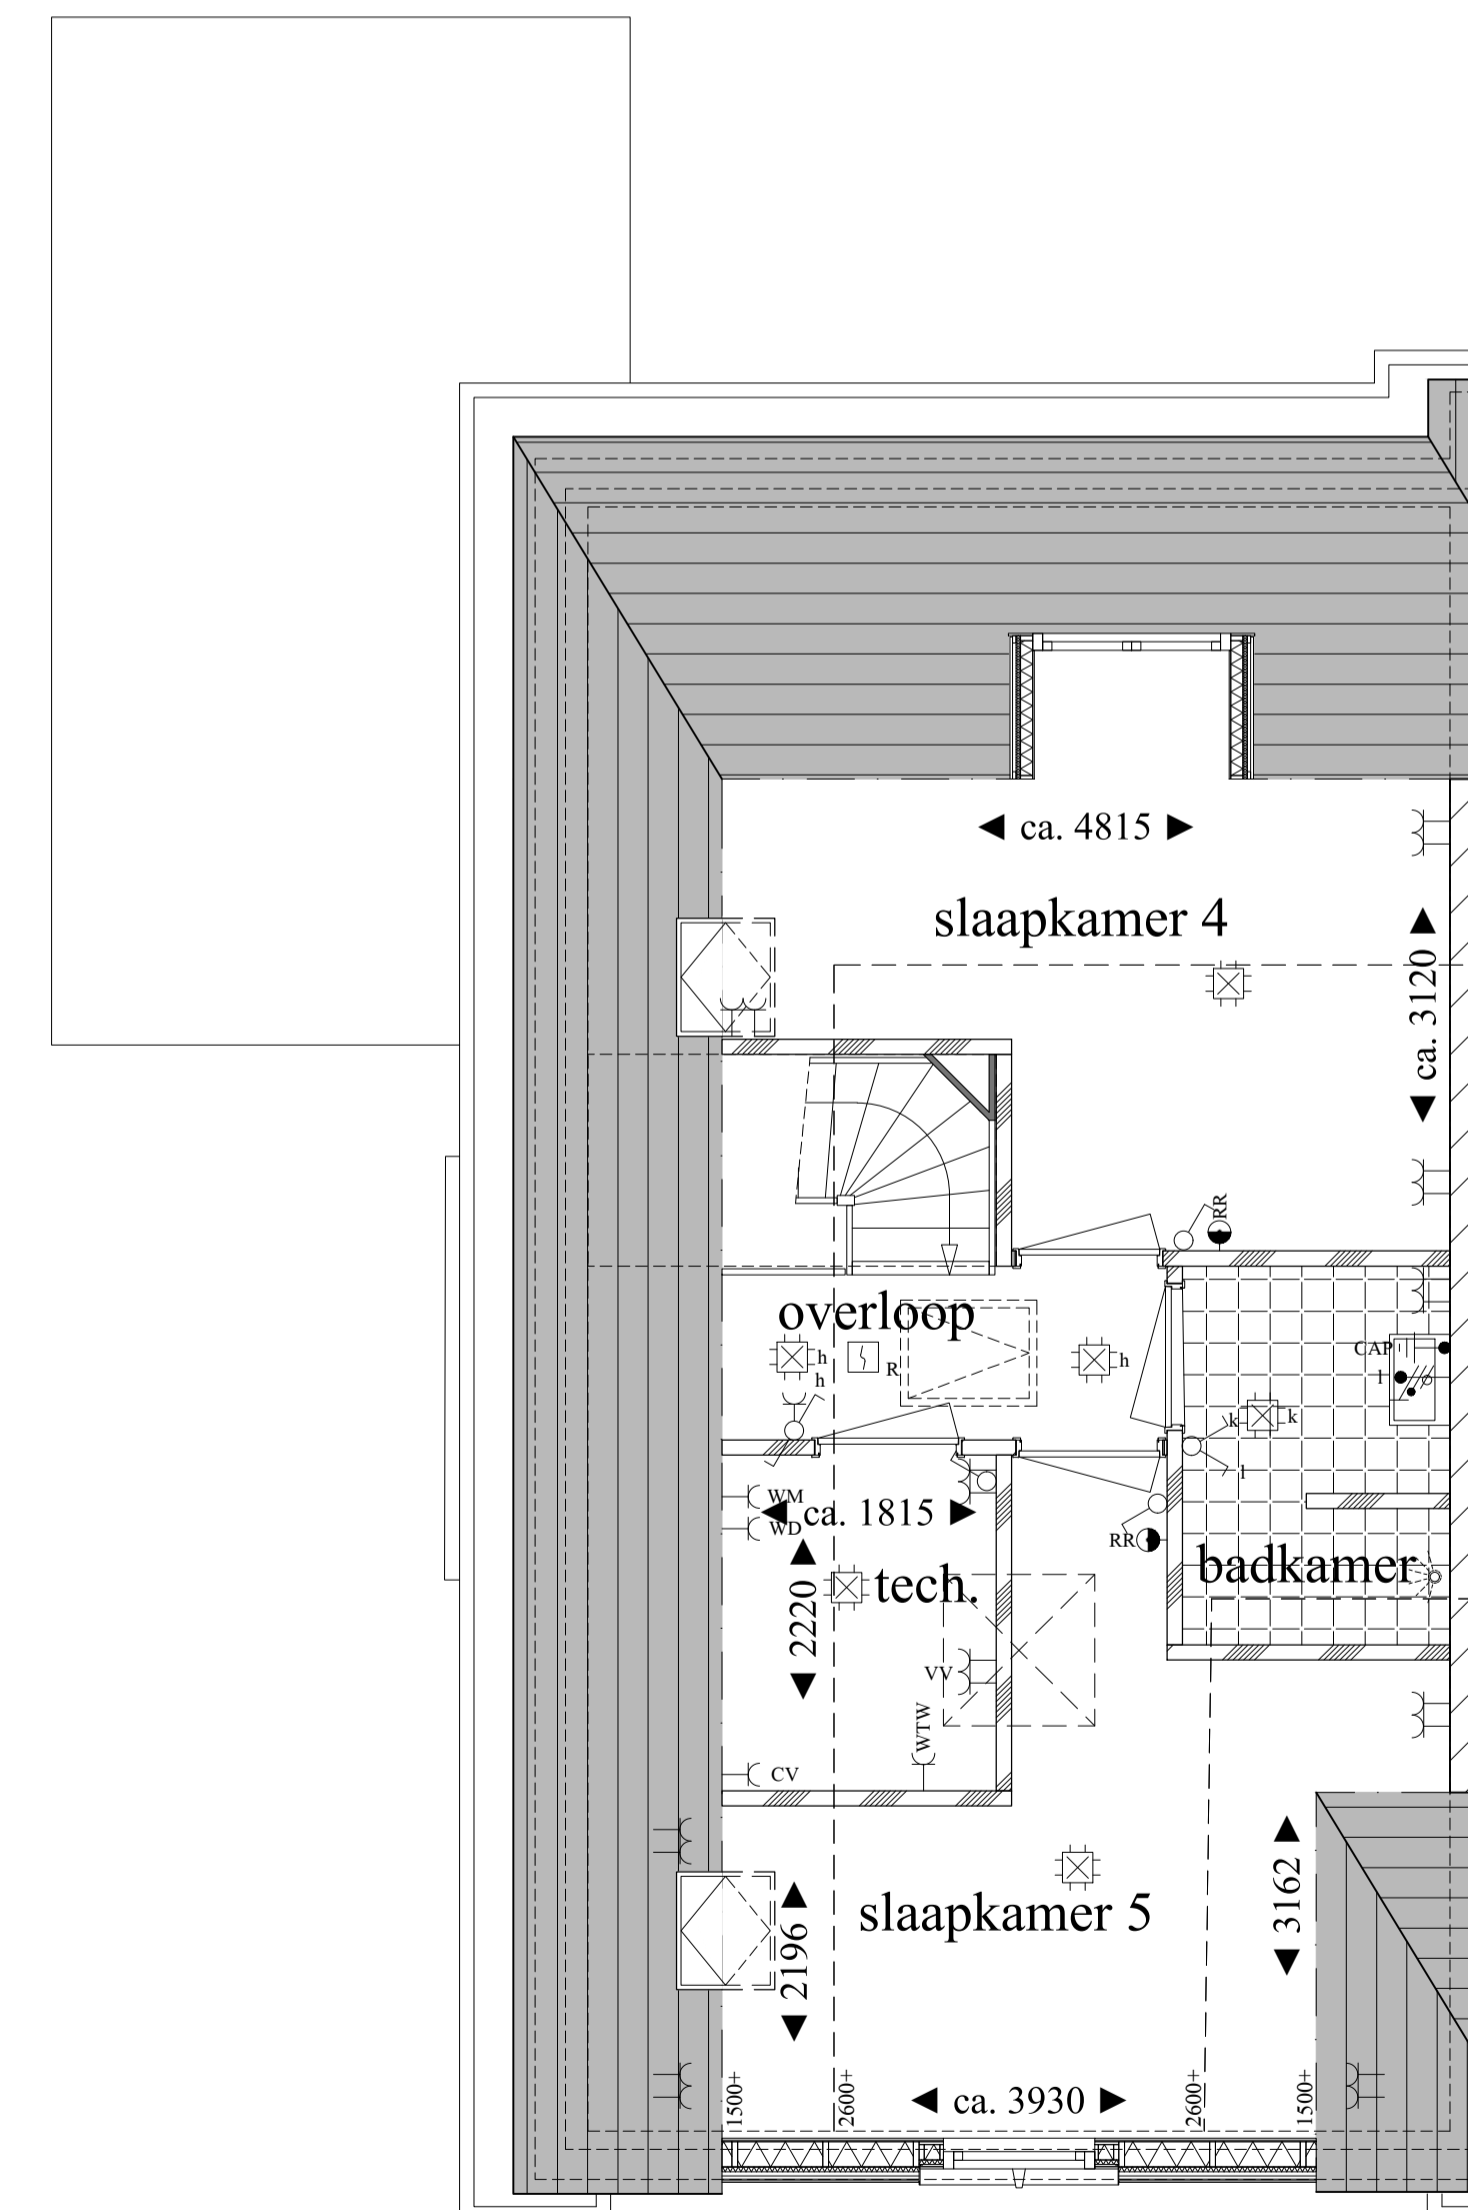 ca. 4815
slaapkamer 4
ca. 3120
RR
overloop
h
R
h
h
CAP
l
k
k
l
WM
ca. 1815
WD
RR
badkamer
tech.
2220
VV
WTW
CV
3162
slaapkamer 5
2196
1500+
2600+
ca. 3930
2600+
1500+